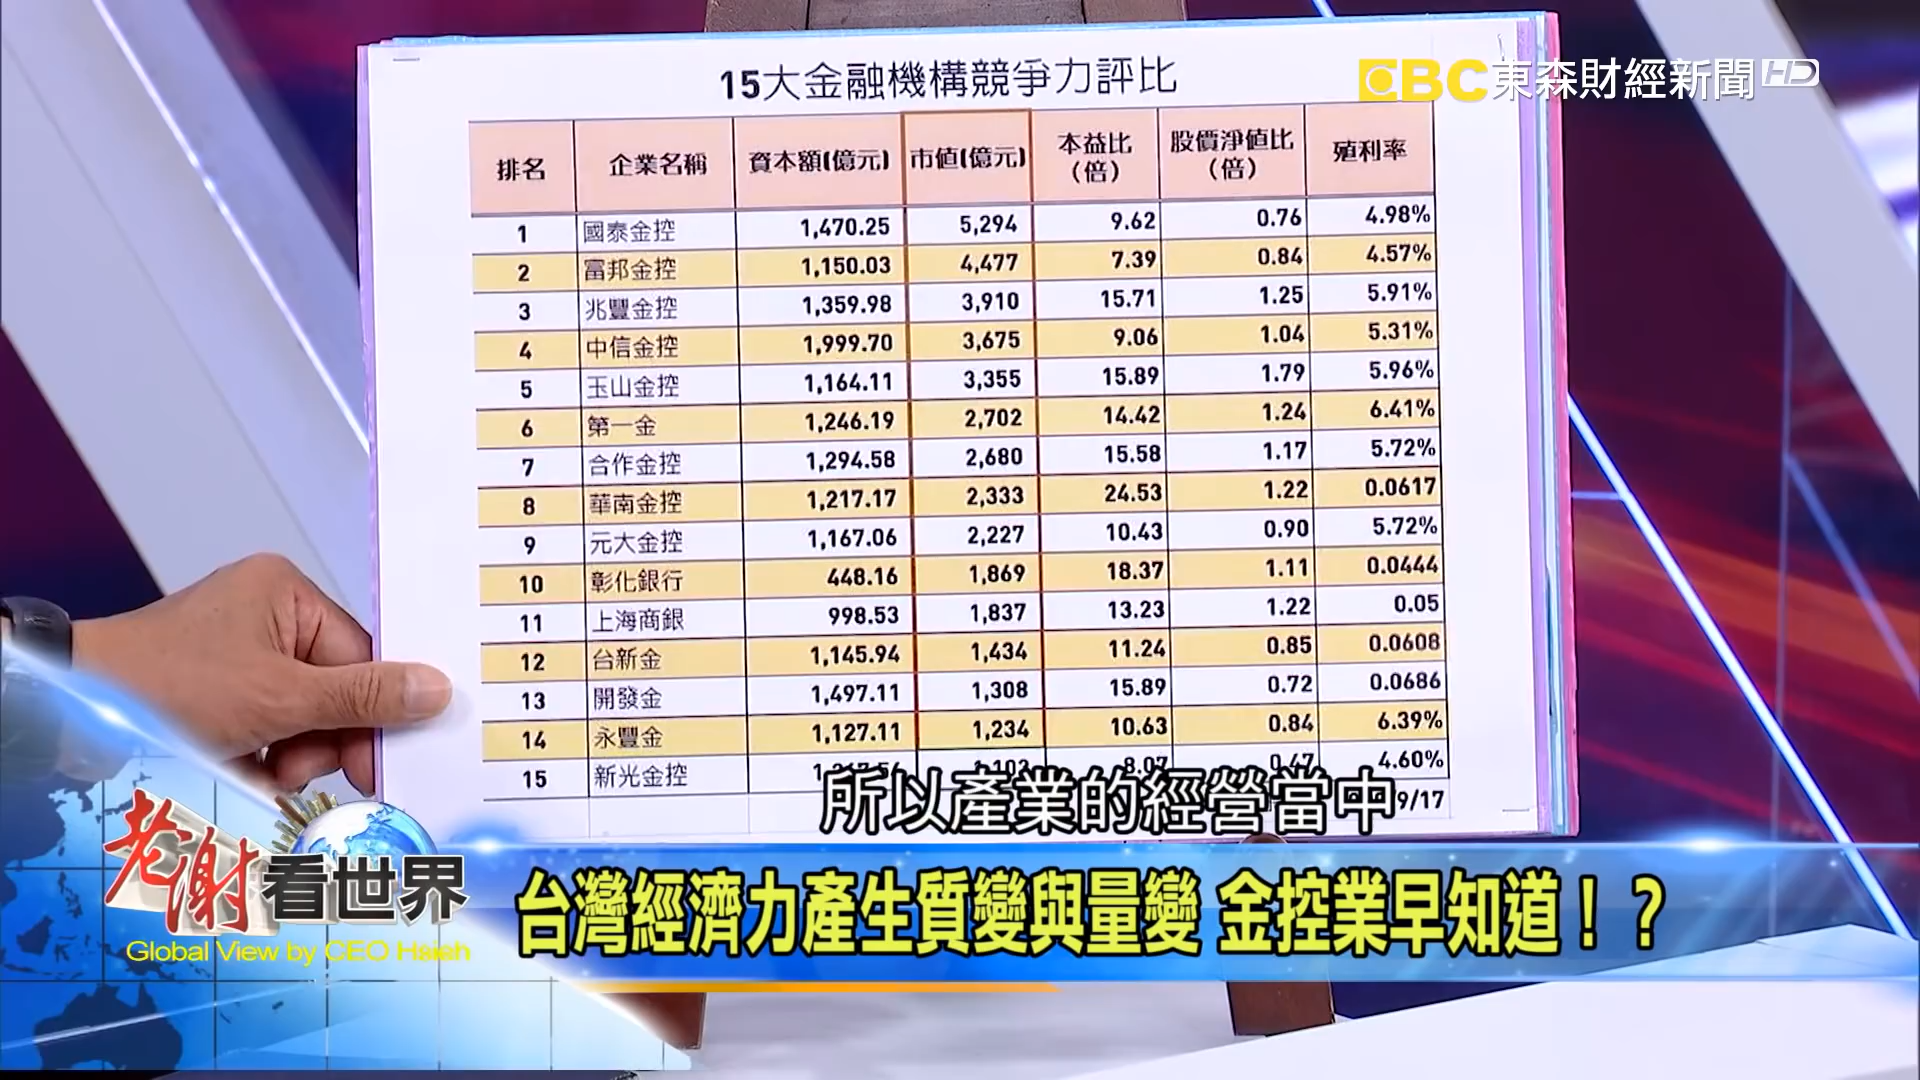 15大金融機構競爭力評比
EBC 東森財經新聞 HD
排名 企業名稱 資本額(億元) 市值(億元) 本益比(倍) 股價淨值比(倍) 殖利率
1 國泰金控 1,470.25 5,294 9.62 0.76 4.98%
2 富邦金控 1,150.03 4,477 7.39 0.84 4.57%
3 兆豐金控 1,359.98 3,910 15.71 1.25 5.91%
4 中信金控 1,999.70 3,675 9.06 1.04 5.31%
5 玉山金控 1,164.11 3,355 15.89 1.79 5.96%
6 第一金 1,246.19 2,702 14.42 1.24 6.41%
7 合作金控 1,294.58 2,680 15.58 1.17 5.72%
8 華南金控 1,217.17 2,333 24.53 1.22 0.0617
9 元大金控 1,167.06 2,227 10.43 0.90 5.72%
10 彰化銀行 448.16 1,869 18.37 1.11 0.0444
11 上海商銀 998.53 1,837 13.23 1.22 0.05
12 台新金 1,145.94 1,434 11.24 0.85 0.0608
13 開發金 1,497.11 1,308 15.89 0.72 0.0686
14 永豐金 1,127.11 1,234 10.63 0.84 6.39%
15 新光金控 4.60%
9/17
所以產業的經營當中
老謝看世界
Global View by CEO Hsieh
台灣經濟力產生質變與量變 金控業早知道！？